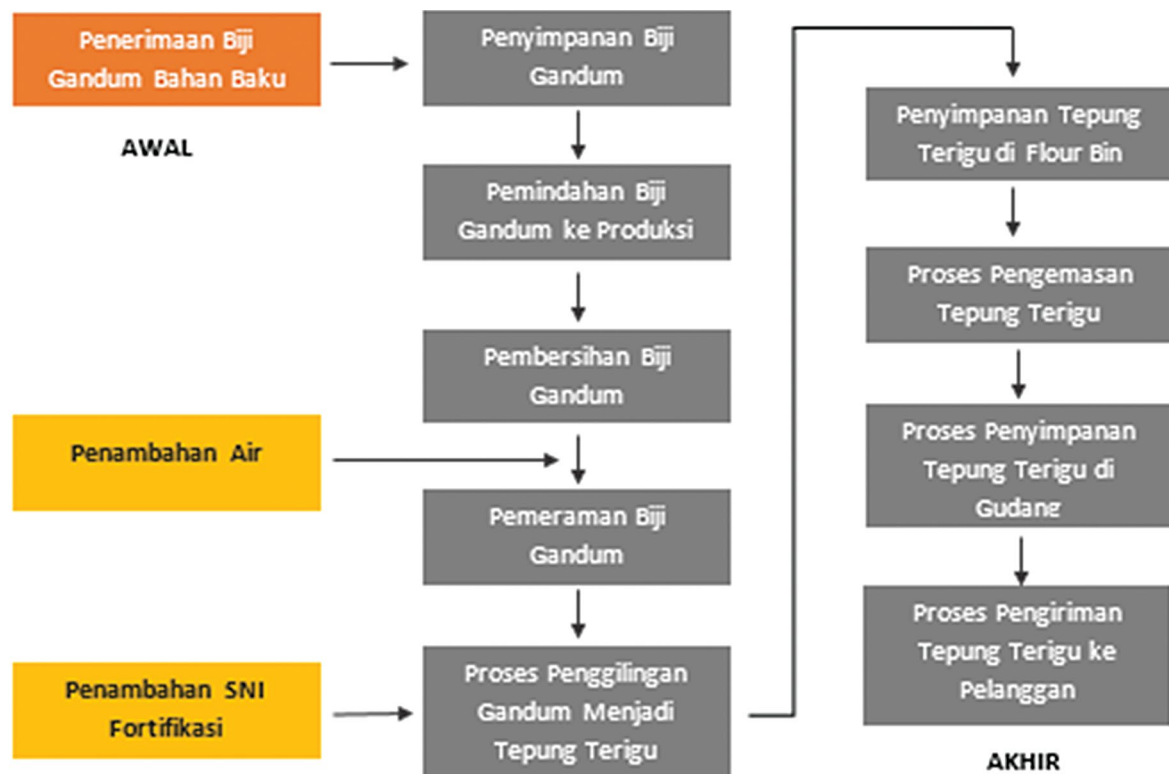 Penerimaan Biji
Gandum Bahan Baku
AWAL
Penyimpanan Biji
Gandum
Pemindahan Biji
Gandum ke Produksi
Pembersihan Biji
Gandum
Penambahan Air
Pemeraman Biji
Gandum
Penambahan SNI
Fortifikasi
Proses Penggilingan
Gandum Menjadi
Tepung Terigu
Penyimpanan Tepung
Terigu di Flour Bin
Proses Pengemasan
Tepung Terigu
Proses Penyimpanan
Tepung Terigu di
Gudang
Proses Pengiriman
Tepung Terigu ke
Pelanggan
AKHIR